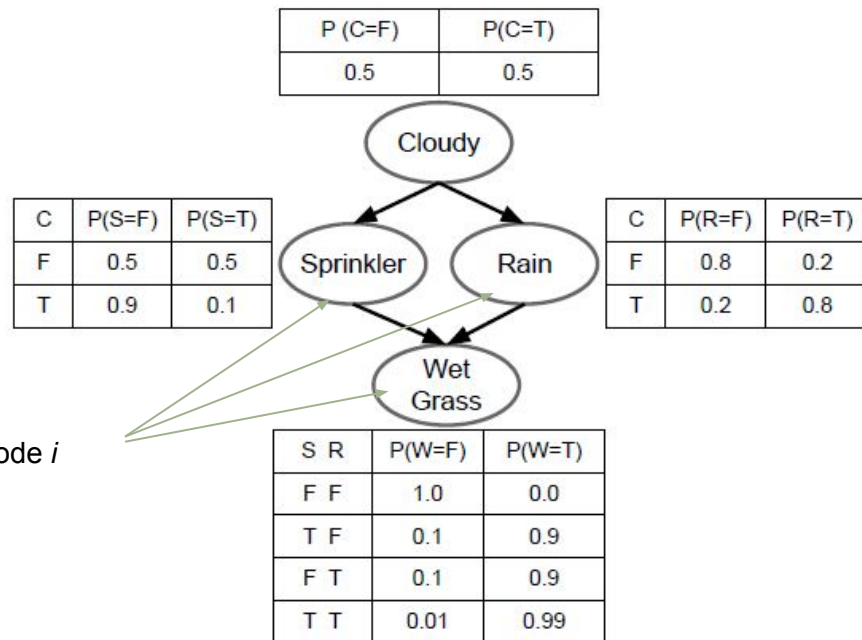 P (C=F) P(C=T)
0.5 0.5
Cloudy
C P(S=F) P(S=T)
F 0.5 0.5
T 0.9 0.1
Sprinkler
Rain
C P(R=F) P(R=T)
F 0.8 0.2
T 0.2 0.8
Wet
Grass
ode i
S R P(W=F) P(W=T)
F F 1.0 0.0
T F 0.1 0.9
F T 0.1 0.9
T T 0.01 0.99